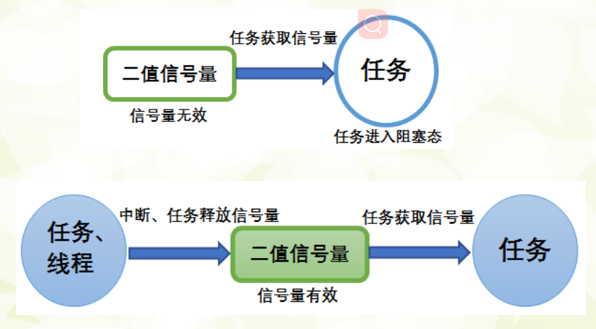 任务获取信号量
二值信号量
任务
信号量无效
任务进入阻塞态
中断、任务释放信号量
任务获取信号量
任务、
线程
二值信号量
任务
信号量有效